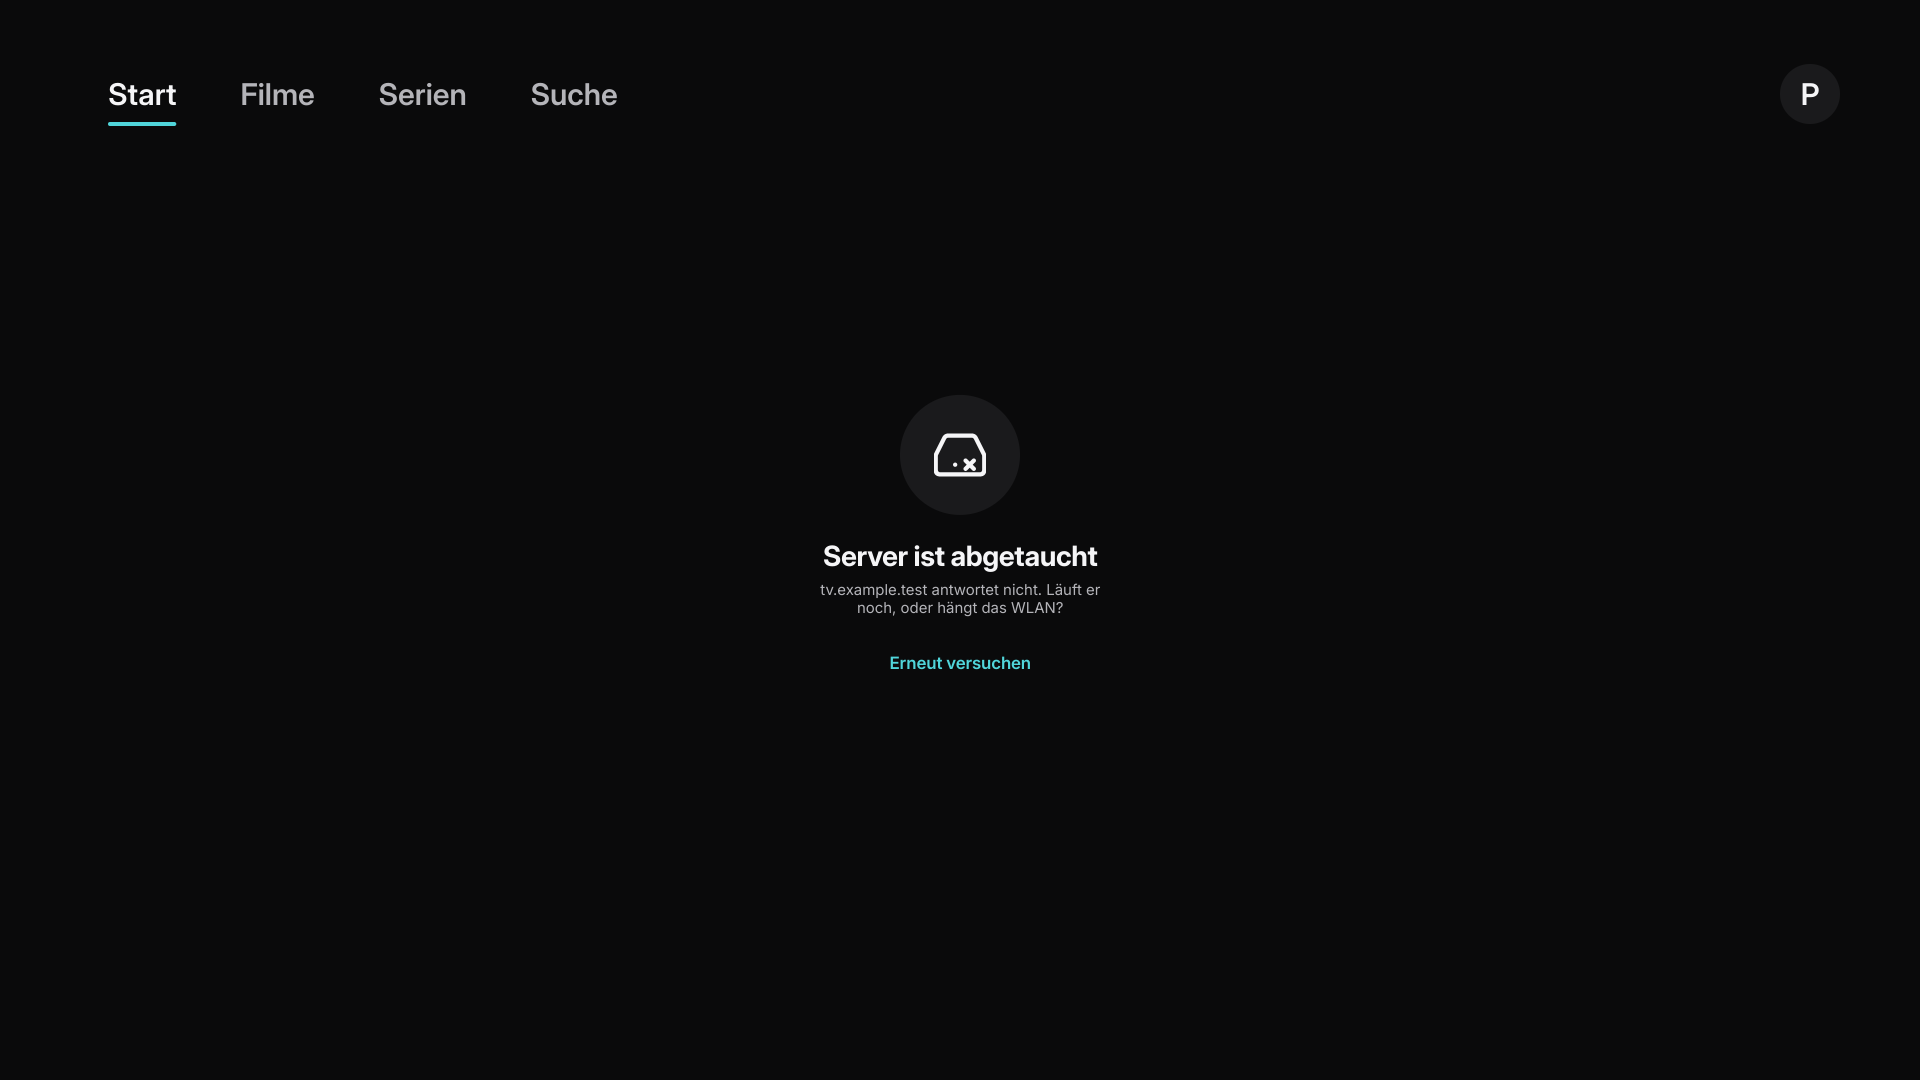 Start
Filme
Serien
Suche
P
Server ist abgetaucht
tv.example.test antwortet nicht. Läuft er
noch, oder hängt das WLAN?
Erneut versuchen